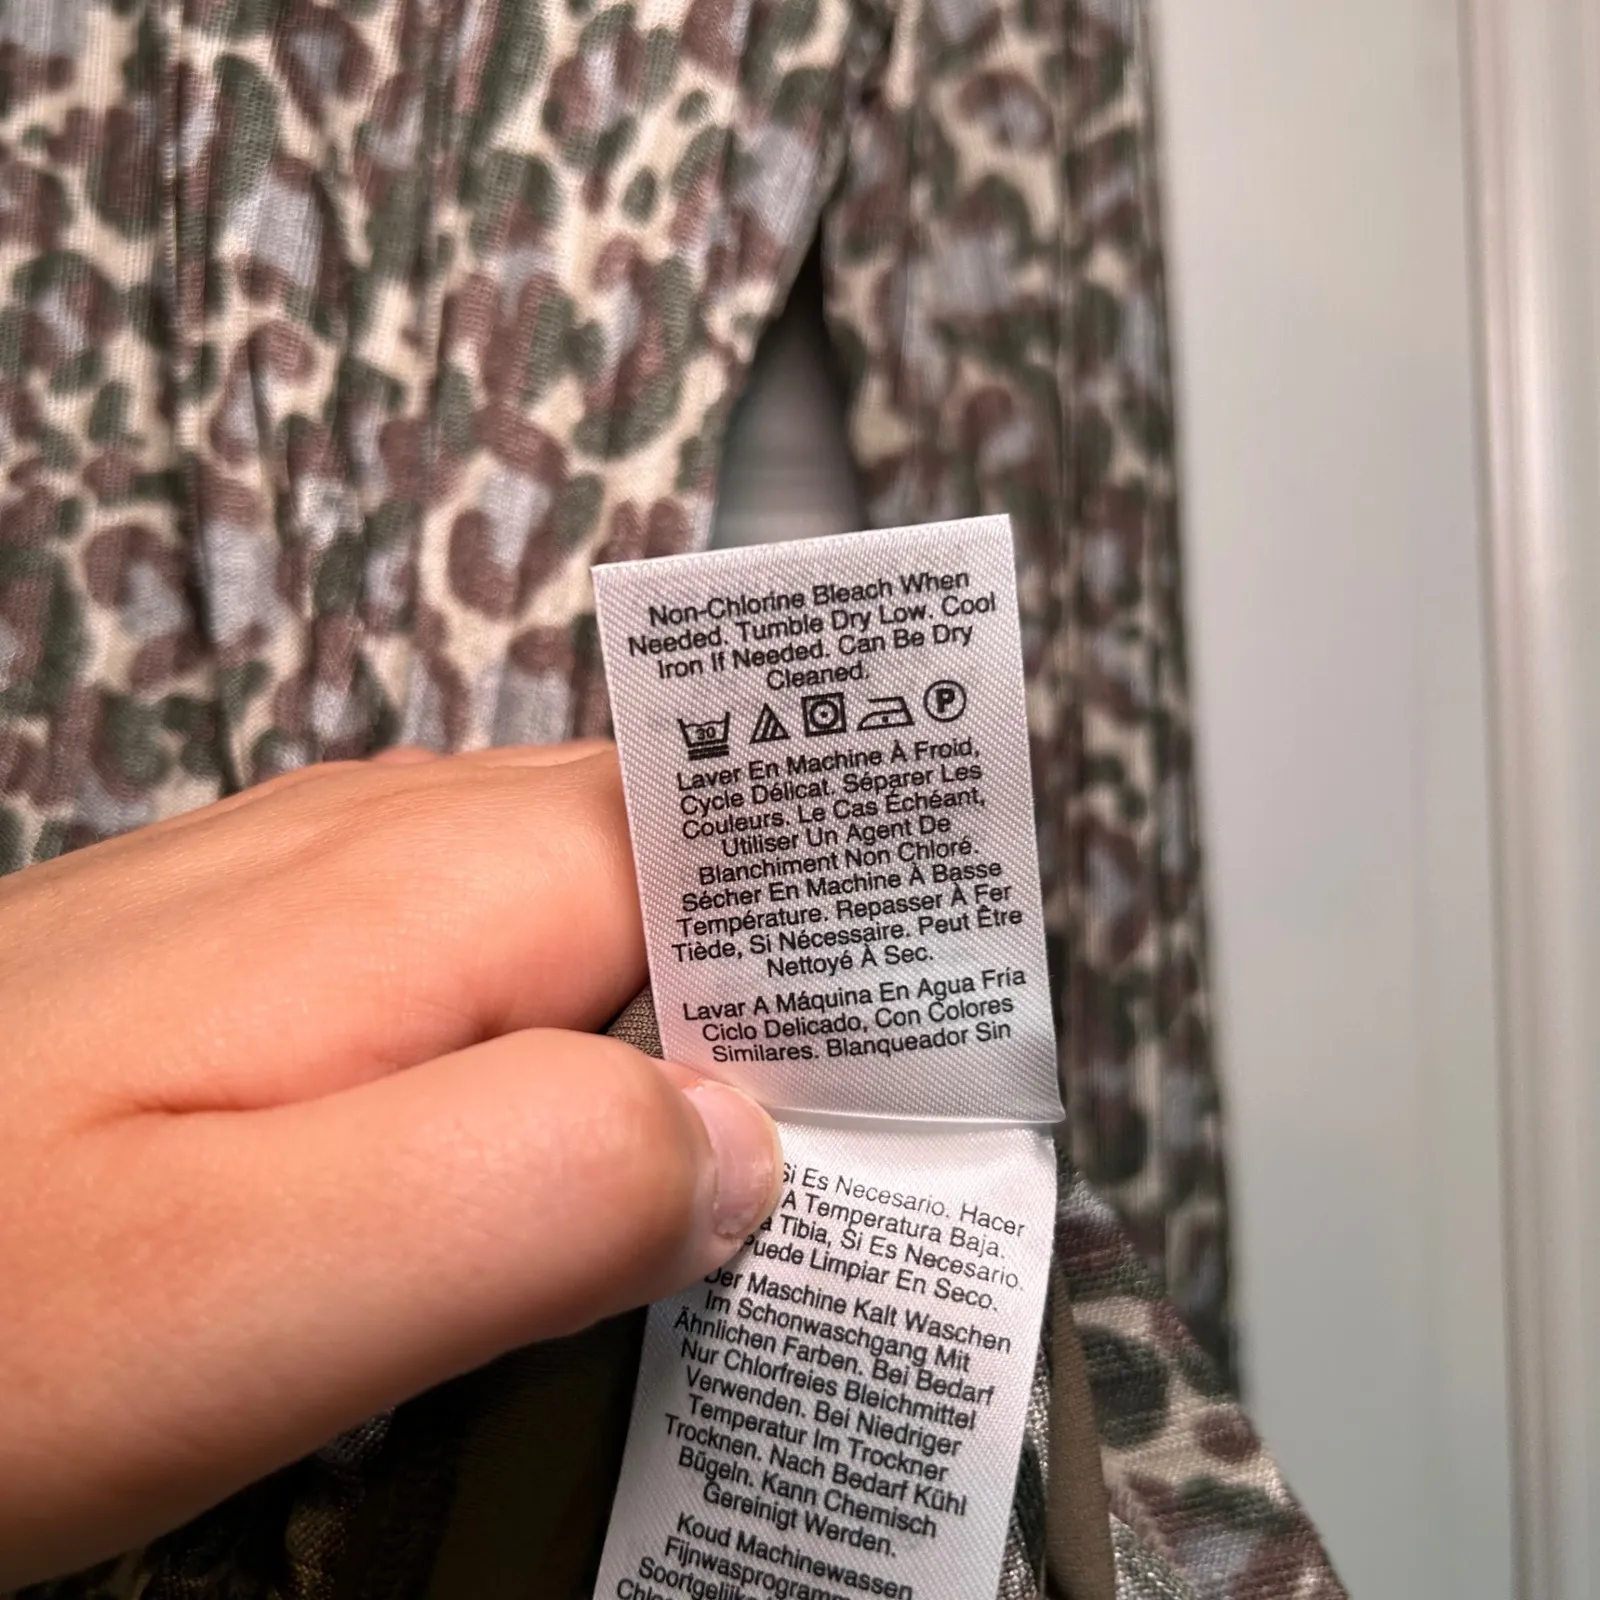 Non-Chlorine Bleach When
Needed. Tumble Dry Low. Cool
Iron If Needed. Can Be Dry
Cleaned.
30
P
Laver En Machine À Froid,
Cycle Délicat. Séparer Les
Couleurs. Le Cas Échéant,
Utiliser Un Agent De
Blanchiment Non Chloré.
Sécher En Machine À Basse
Température. Repasser À Fer
Tiède, Si Nécessaire. Peut Être
Nettoyé À Sec.
Lavar A Máquina En Agua Fria
Ciclo Delicado, Con Colores
Similares. Blanqueador Sin
Si Es Necesario. Hacer
A Temperatura Baja.
Tibia, Si Es Necesario.
Puede Limpiar En Seco.
Der Maschine Kalt Waschen
Im Schonwaschgang Mit
Ähnlichen Farben. Bei Bedarf
Nur Chlorfreies Bleichmittel
Verwenden. Bei Niedriger
Temperatur Im Trockner
Trocknen. Nach Bedarf Kühl
Bügeln. Kann Chemisch
Gereinigt Werden.
Koud Machinewassen